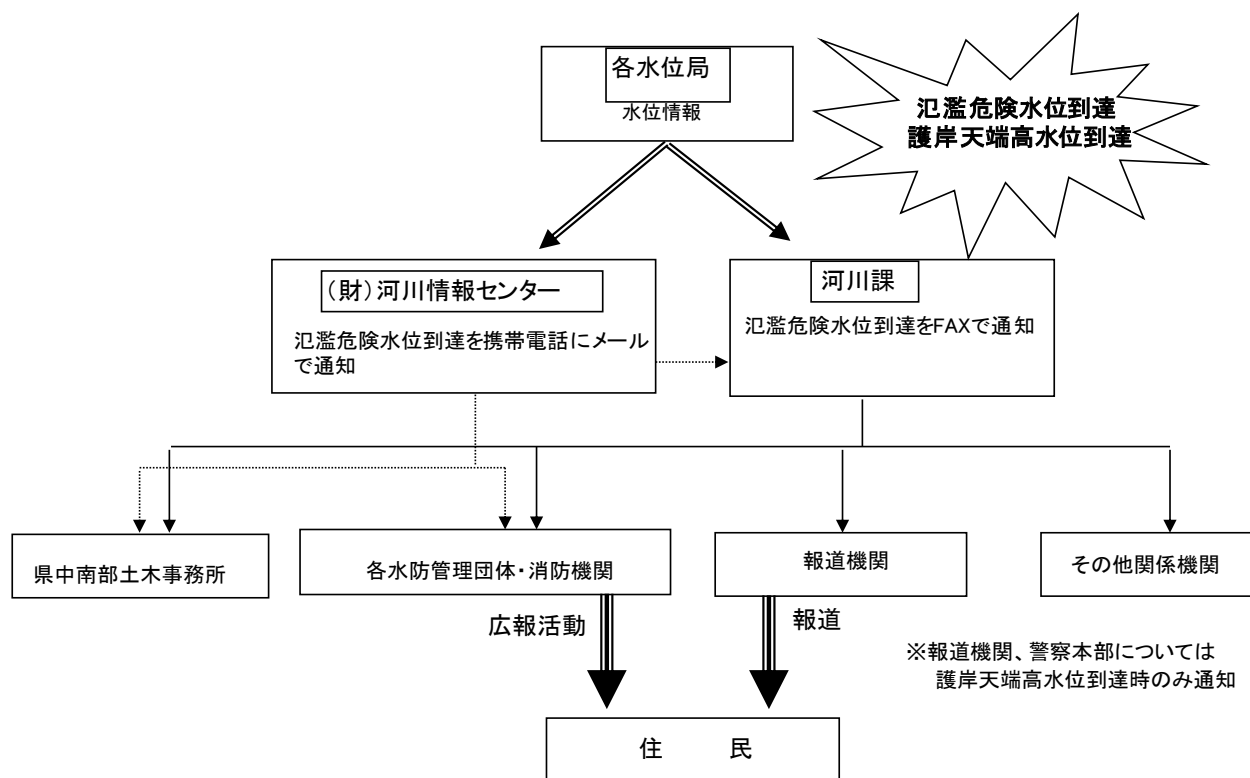 各水位局
水位情報
氾濫危険水位到達
護岸天端高水位到達
（財）河川情報センター
氾濫危険水位到達を携帯電話にメール
で通知
河川課
氾濫危険水位到達をFAXで通知
県中南部土木事務所
各水防管理団体・消防機関
報道機関
その他関係機関
広報活動
報道
※報道機関、警察本部については
護岸天端高水位到達時のみ通知
住　　民